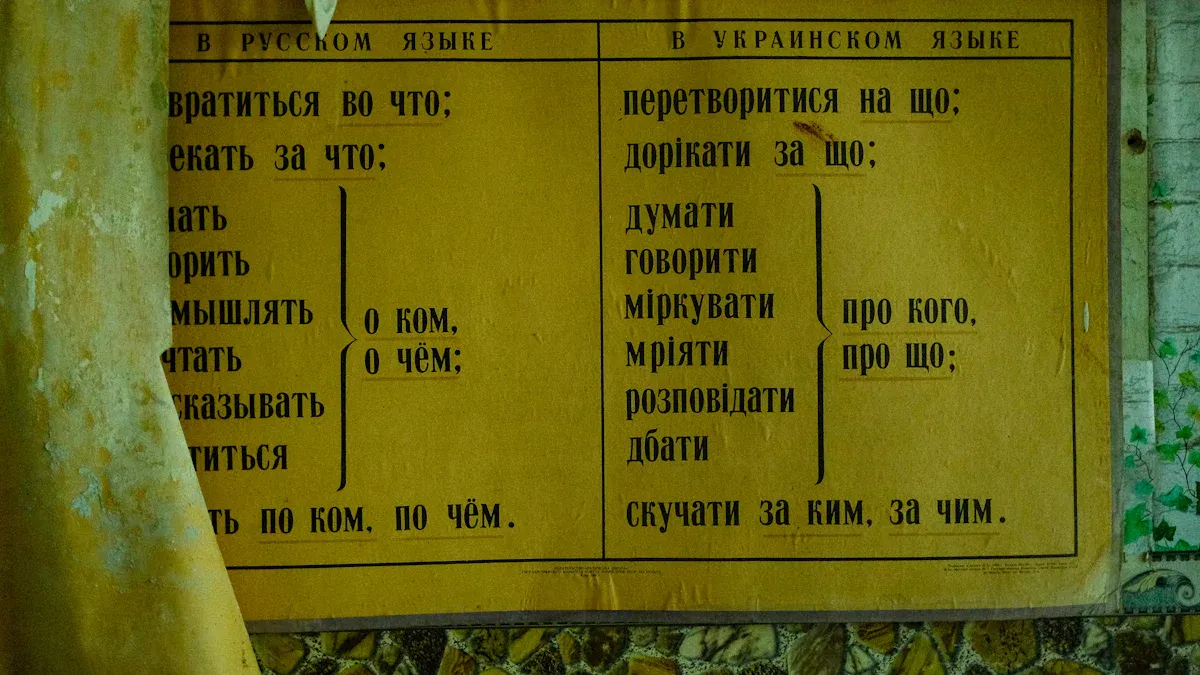 В РУССКОМ ЯЗЫКЕ
вратиться во что;
екать за что;
мать
орить
мышлять
чтать
сказывать
титься
ть по ком, по чём.
о ком,
о чём;
В УКРАИНСКОМ ЯЗЫКЕ
перетворитися на що;
дорікати за що;
думати
говорити
міркувати
мріяти
розповідати
дбати
про кого,
про що;
скучати за ким, за чим.